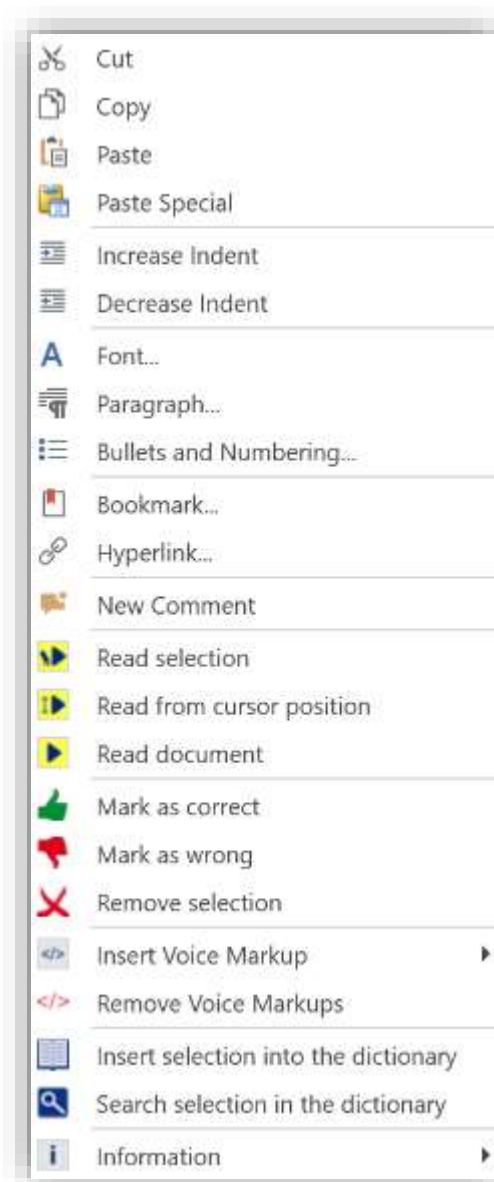 Cut
Copy
Paste
Paste Special
Increase Indent
Decrease Indent
Font...
Paragraph...
Bullets and Numbering...
Bookmark...
Hyperlink...
New Comment
Read selection
Read from cursor position
Read document
Mark as correct
Mark as wrong
Remove selection
Insert Voice Markup
Remove Voice Markups
Insert selection into the dictionary
Search selection in the dictionary
Information